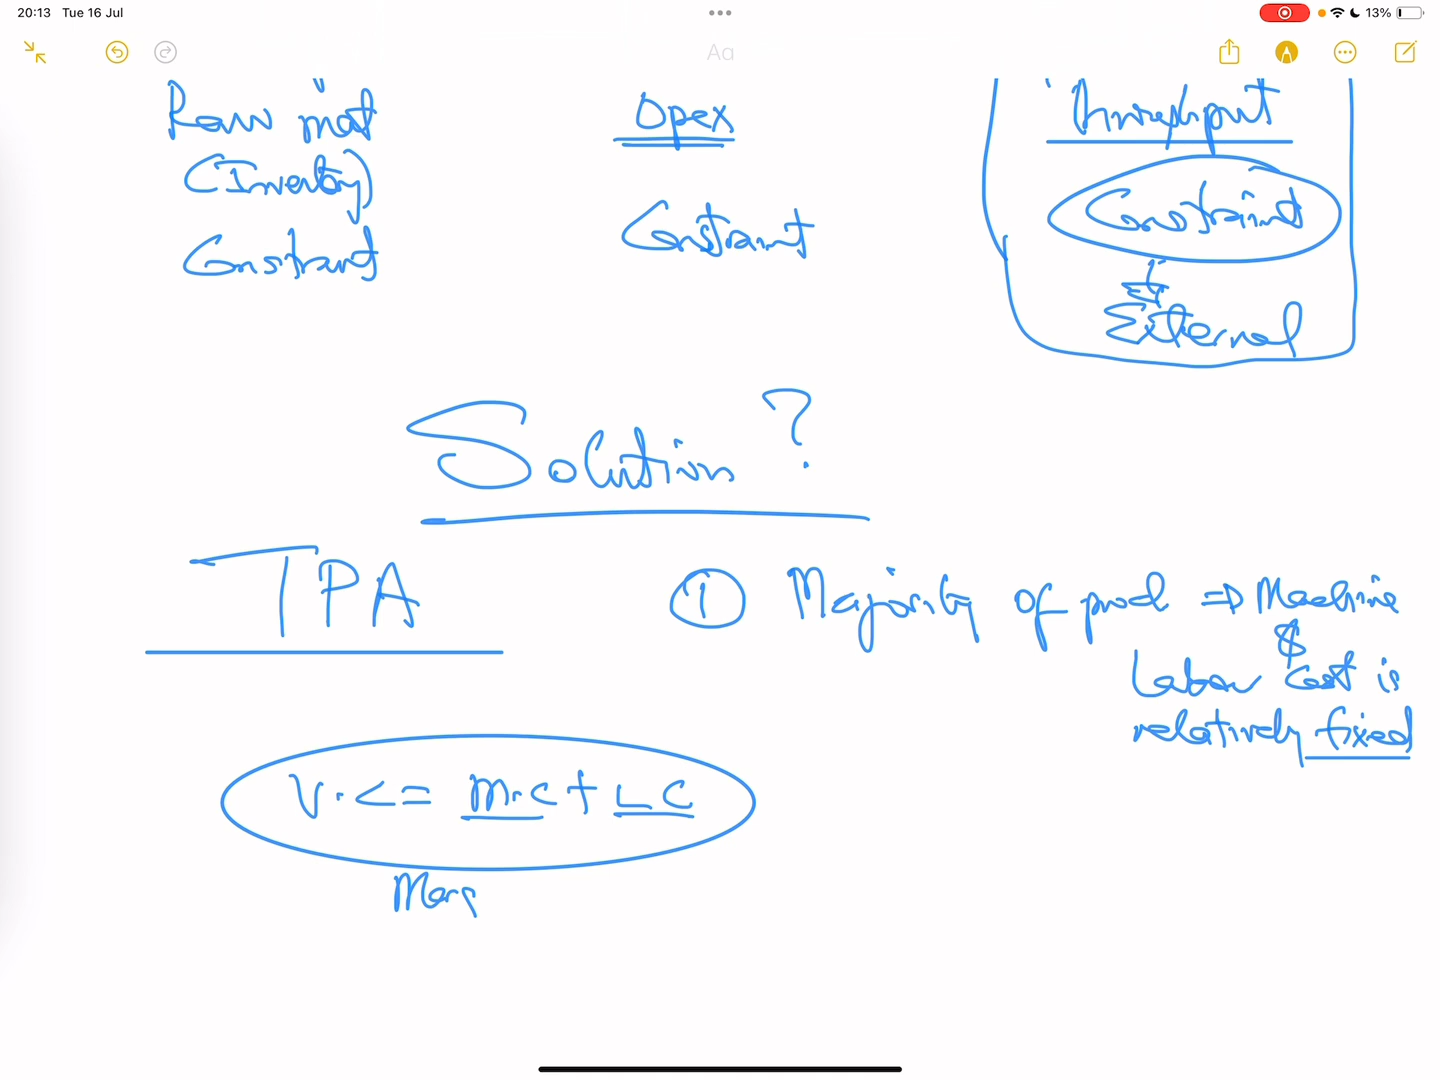 20:13 Tue 16 Jul
13%
Aa
Raw mat
(Inventory)
Constraint
Opex
Constraint
Throughput
Constraint
External
Solution ?
TPA
① Majority of prod ⇒ Machine
&
Labour Cost is
relatively fixed
V.C = M.C + L C
Marg